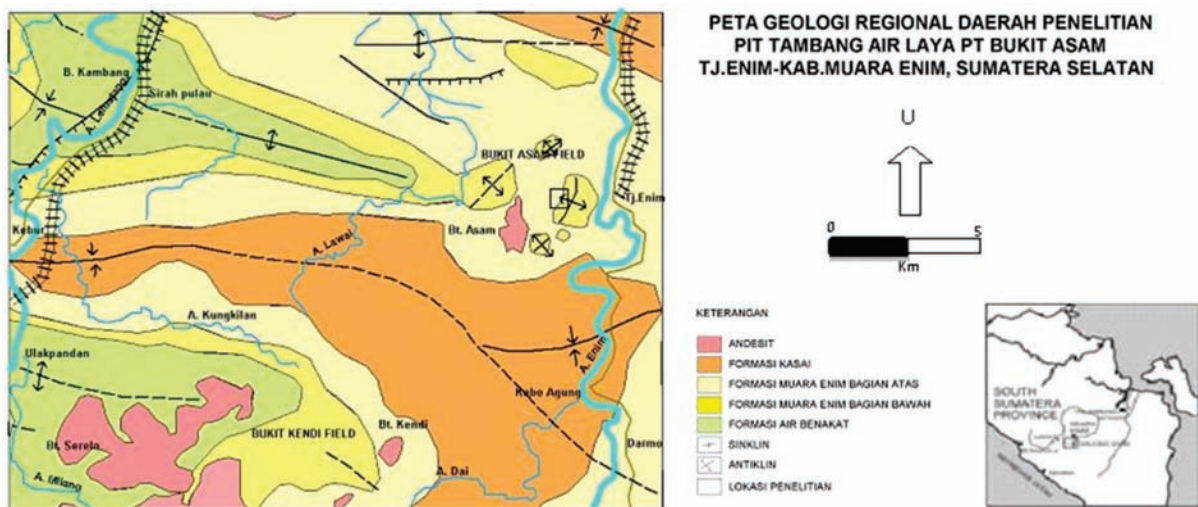 PETA GEOLOGI REGIONAL DAERAH PENELITIAN
PIT TAMBANG AIR LAYA PT BUKIT ASAM
TJ.ENIM-KAB.MUARA ENIM, SUMATERA SELATAN
U
0 5
Km
KETERANGAN
ANDESIT
FORMASI KASAI
FORMASI MUARA ENIM BAGIAN ATAS
FORMASI MUARA ENIM BAGIAN BAWAH
FORMASI AIR BENAKAT
SINKLIN
ANTIKLIN
LOKASI PENELITIAN
SOUTH
SUMATERA
PROVINCE
B. Kambang
Sirah pulau
BUKIT ASAM FIELD
Tj.Enim
Kebur
Bt. Asam
A. Lawai
A. Kungkilan
Ulakpandan
A. Enim
Kebo Agung
Bt. Kendi
Darmo
BUKIT KENDI FIELD
Bt. Serelo
A. Dai